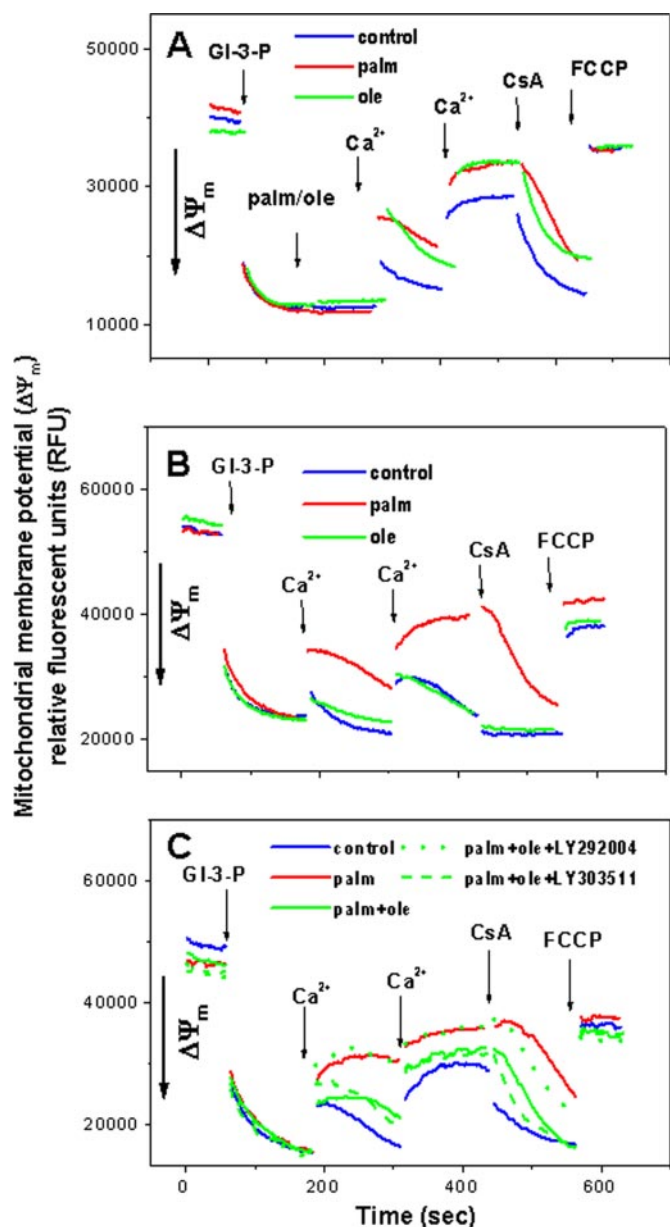 Mitochondrial membrane potential (ΔΨm)
relative fluorescent units (RFU)
A
Gl-3-P
control
palm
ole
Ca2+
Ca2+
CsA
FCCP
palm/ole
ΔΨm
50000
30000
10000
B
Gl-3-P
control
palm
ole
Ca2+
Ca2+
CsA
FCCP
ΔΨm
60000
40000
20000
C
Gl-3-P
control
palm
palm+ole
palm+ole+LY292004
palm+ole+LY303511
Ca2+
Ca2+
CsA
FCCP
ΔΨm
60000
40000
20000
0 200 400 600
Time (sec)